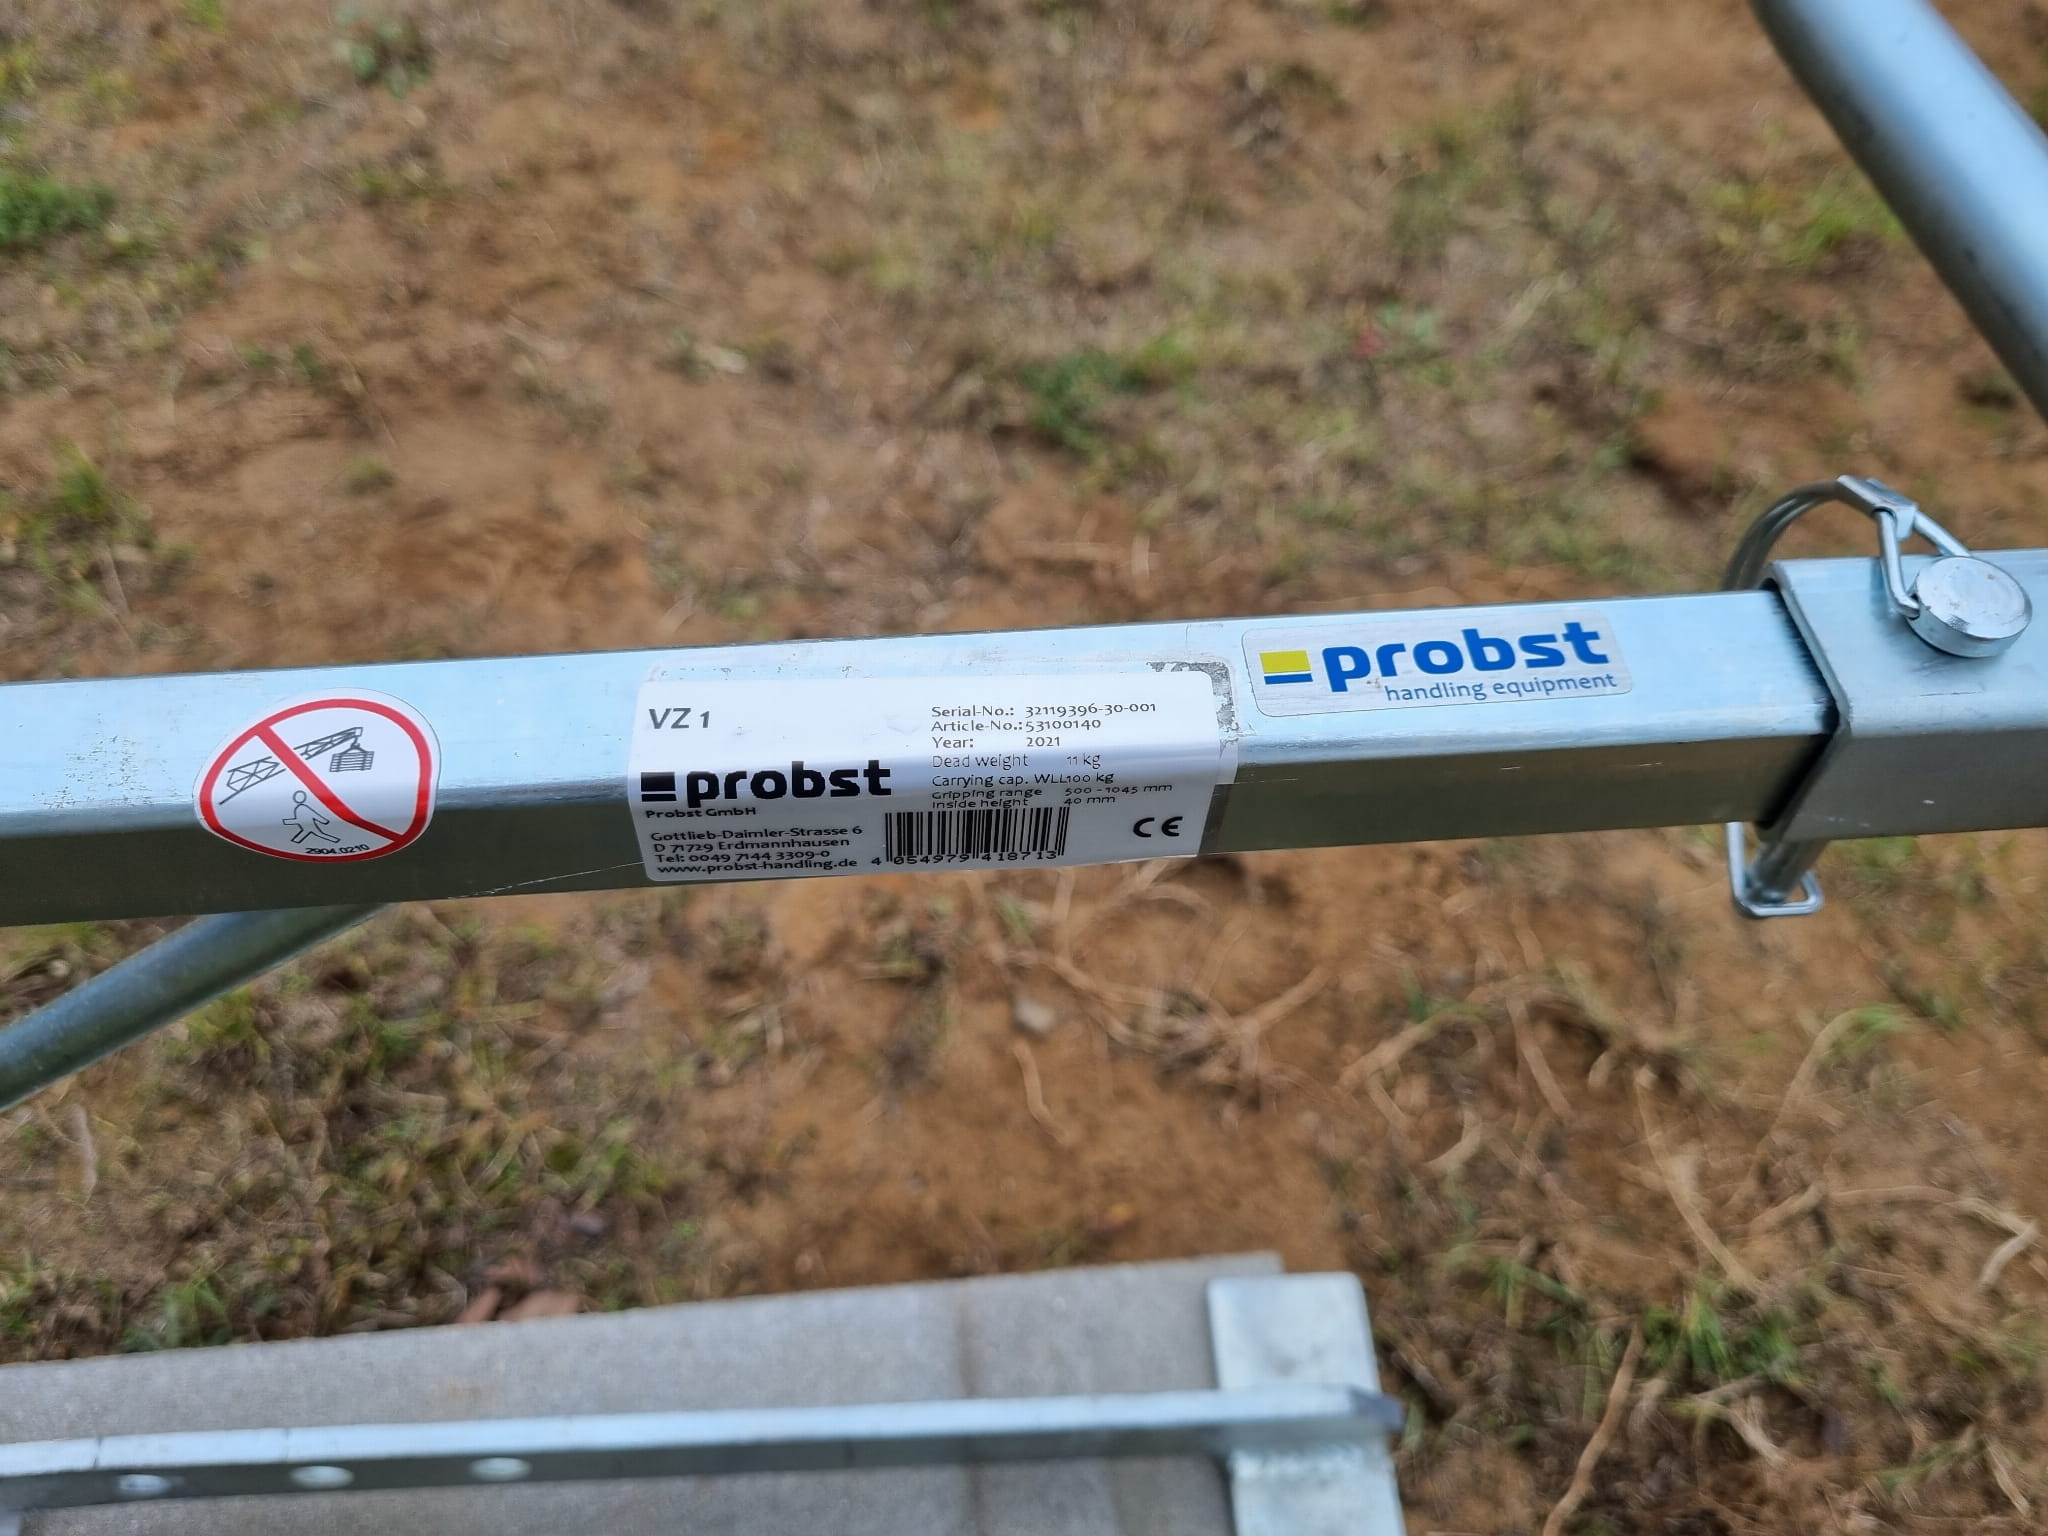 probst
handling equipment
VZ 1
Serial-No.: 32119396-30-001
Article-No.: 53100140
Year: 2021
Dead weight 11 kg
Carrying cap. WLL 100 kg
Gripping range 500 - 1045 mm
Inside height 40 mm
probst
Probst GmbH
Gottlieb-Daimler-Strasse 6
D 71729 Erdmannhausen
Tel: 0049 7144 3309-0
www.probst-handling.de
4 054979 418713
CE
2904.0210